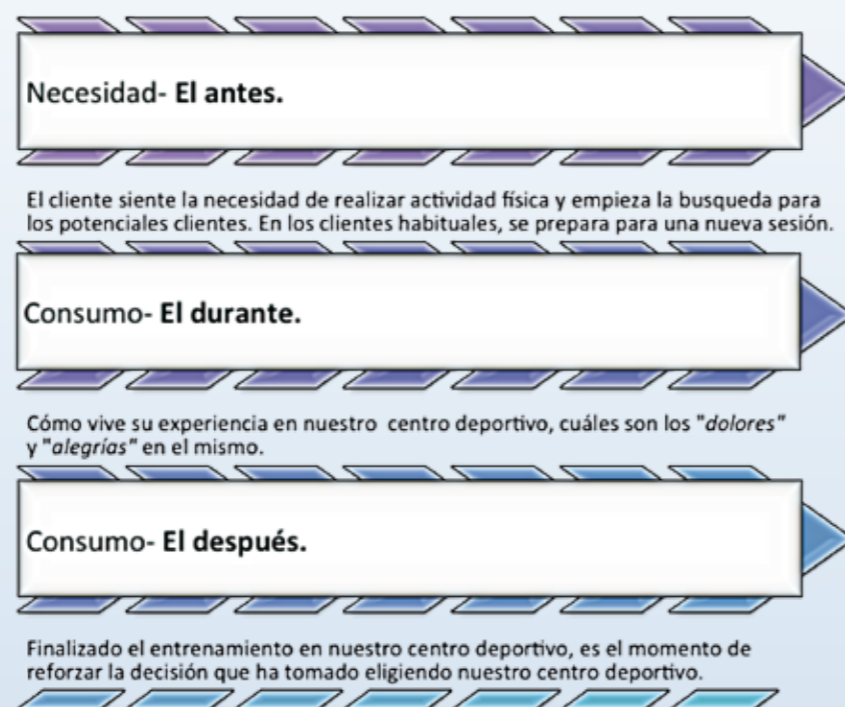 Necesidad- El antes.
El cliente siente la necesidad de realizar actividad física y empieza la busqueda para
los potenciales clientes. En los clientes habituales, se prepara para una nueva sesión.
Consumo- El durante.
Cómo vive su experiencia en nuestro centro deportivo, cuáles son los "dolores"
y "alegrías" en el mismo.
Consumo- El después.
Finalizado el entrenamiento en nuestro centro deportivo, es el momento de
reforzar la decisión que ha tomado eligiendo nuestro centro deportivo.